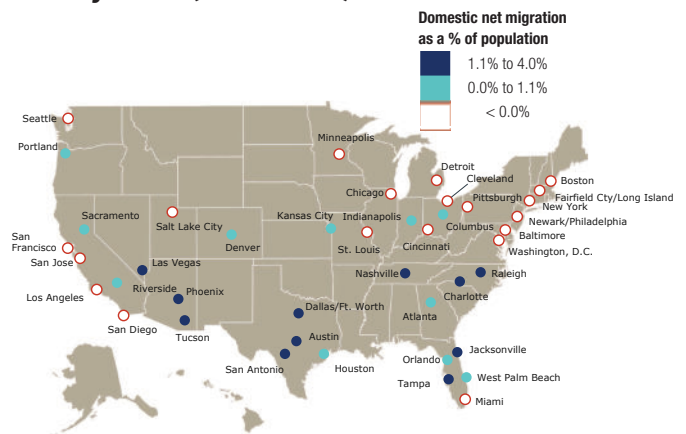 Domestic net migration
as a % of population
1.1% to 4.0%
0.0% to 1.1%
< 0.0%
Seattle
Portland
Minneapolis
Detroit
Cleveland
Boston
Chicago
Pittsburgh
Fairfield Cty/Long Island
New York
Sacramento
Salt Lake City
Kansas City
Indianapolis
Newark/Philadelphia
Columbus
Baltimore
San
Francisco
Denver
St. Louis
Cincinnati
Washington, D.C.
San Jose
Las Vegas
Nashville
Raleigh
Los Angeles
Riverside
Phoenix
Dallas/Ft. Worth
Charlotte
Atlanta
San Diego
Tucson
Austin
Jacksonville
San Antonio
Houston
Orlando
Tampa
West Palm Beach
Miami